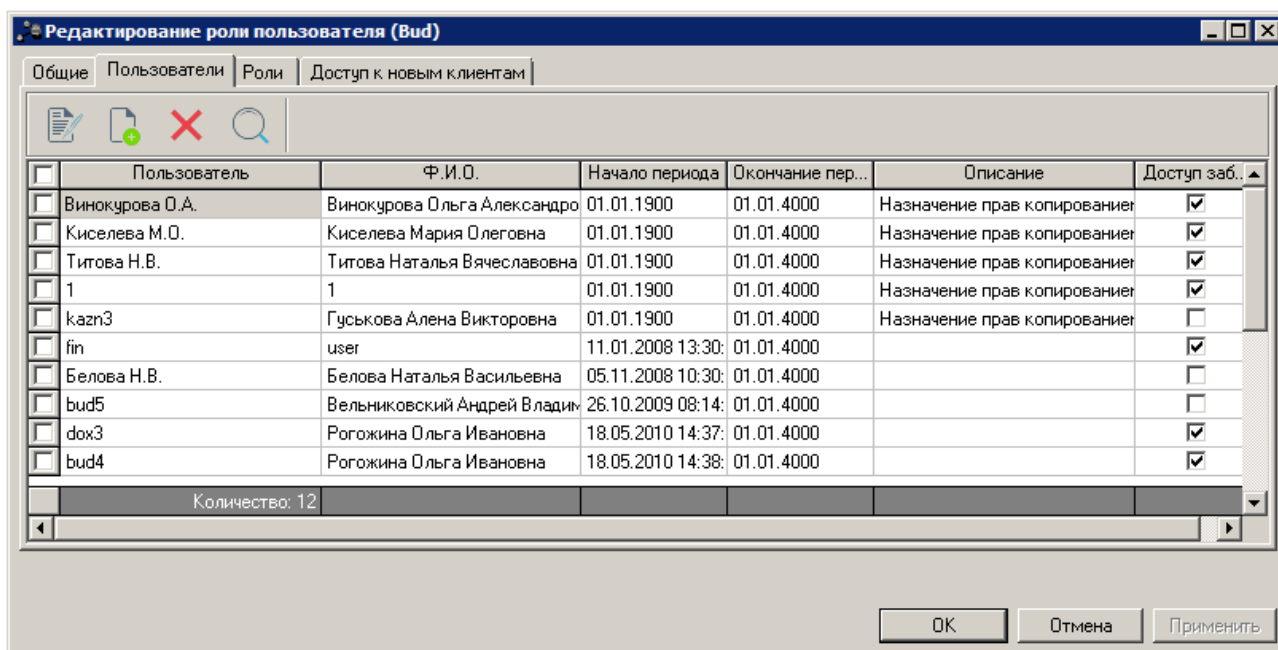 Редактирование роли пользователя (Bud)
Общие Пользователи Роли Доступ к новым клиентам
Пользователь Ф.И.О. Начало периода Окончание пер... Описание Доступ заб...
Винокурова О.А. Винокурова Ольга Александро 01.01.1900 01.01.4000 Назначение прав копирование
Киселева М.О. Киселева Мария Олеговна 01.01.1900 01.01.4000 Назначение прав копирование
Титова Н.В. Титова Наталья Вячеславовна 01.01.1900 01.01.4000 Назначение прав копирование
1 1 01.01.1900 01.01.4000 Назначение прав копирование
kazn3 Гуськова Алена Викторовна 01.01.1900 01.01.4000 Назначение прав копирование
fin user 11.01.2008 13:30: 01.01.4000
Белова Н.В. Белова Наталья Васильевна 05.11.2008 10:30: 01.01.4000
bud5 Вельниковский Андрей Владим 26.10.2009 08:14: 01.01.4000
dox3 Рогожина Ольга Ивановна 18.05.2010 14:37: 01.01.4000
bud4 Рогожина Ольга Ивановна 18.05.2010 14:38: 01.01.4000
Количество: 12
OK Отмена Применить